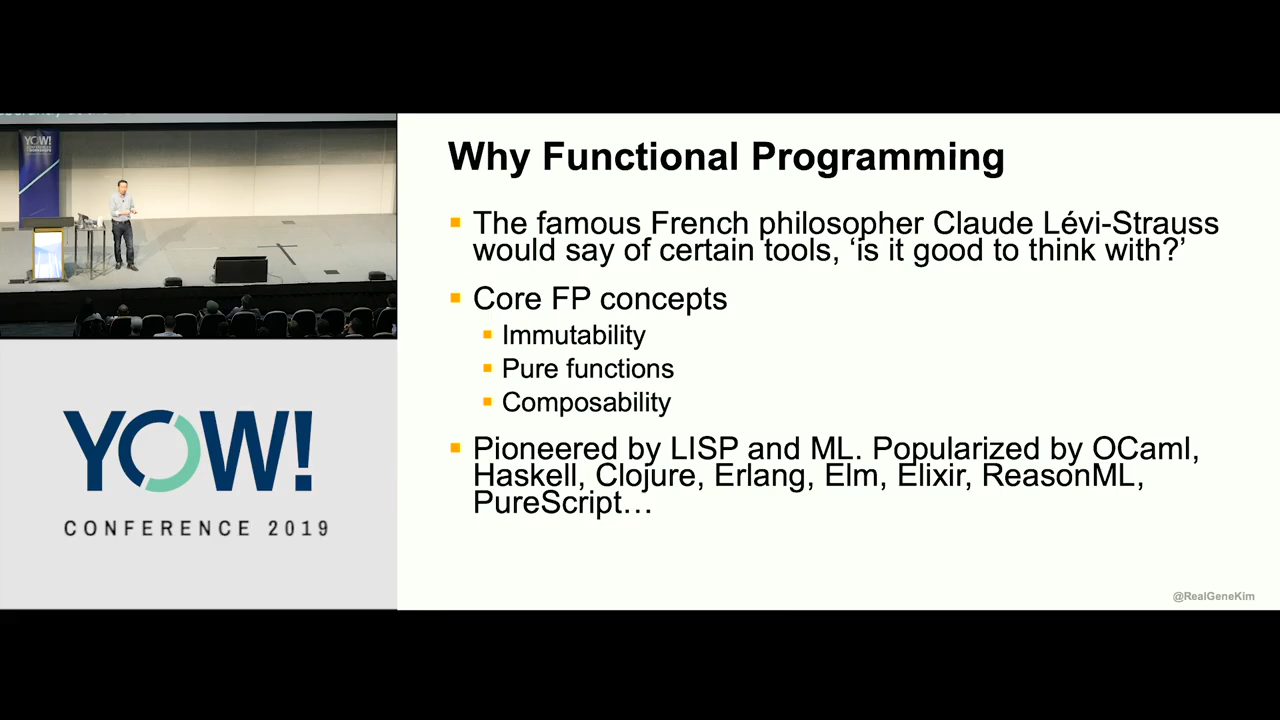 YOW!
YOW!
CONFERENCE 2019
Why Functional Programming
The famous French philosopher Claude Lévi-Strauss
would say of certain tools, ‘is it good to think with?’
Core FP concepts
Immutability
Pure functions
Composability
Pioneered by LISP and ML. Popularized by OCaml,
Haskell, Clojure, Erlang, Elm, Elixir, ReasonML,
PureScript…
@RealGeneKim